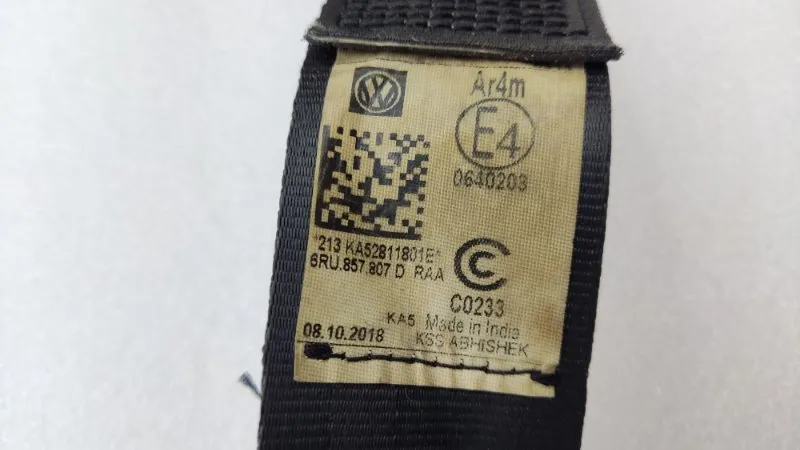 Ar4m
E4
0640203
*213 KA52811801E*
6RU.857.807 D RAA
C0233
KA5 Made in India
08.10.2018
KSS ABHISHEK